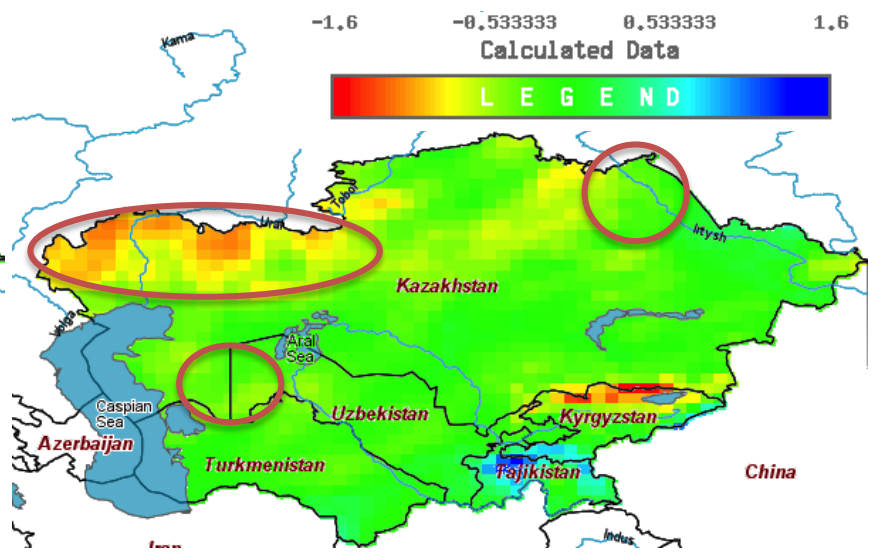 -1.6 -0.533333 0.533333 1.6
Calculated Data
L E G E N D
Kama
Tobol
Ural
Irtysh
Kazakhstan
Volga
Aral
Sea
Caspian
Sea
Uzbekistan
Kyrgyzstan
Azerbaijan
Turkmenistan
Tajikistan
China
Indus
Iran